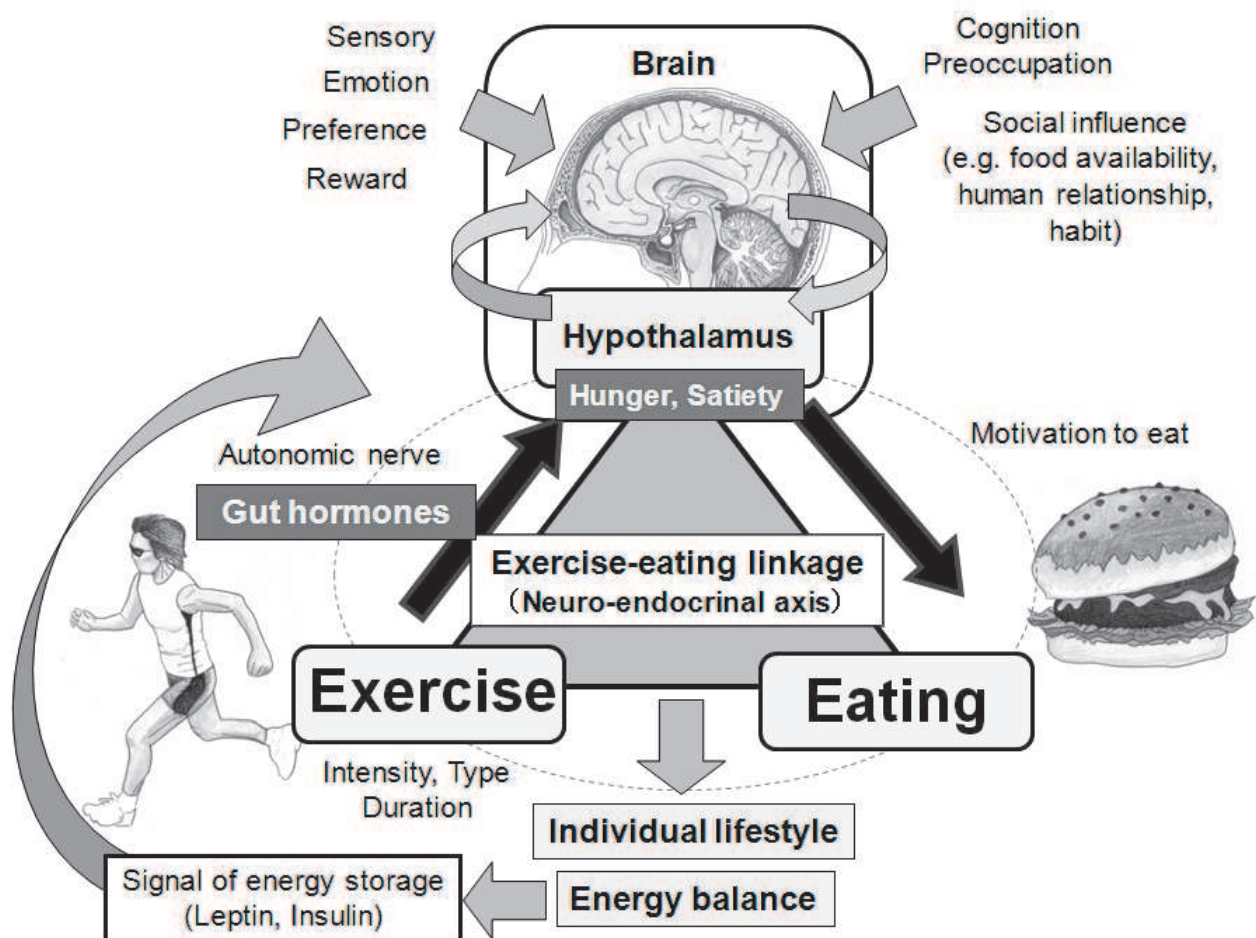 Sensory
Emotion
Preference
Reward
Brain
Cognition
Preoccupation
Social influence
(e.g. food availability,
human relationship,
habit)
Hypothalamus
Hunger, Satiety
Autonomic nerve
Gut hormones
Motivation to eat
Exercise-eating linkage
（Neuro-endocrinal axis）
Exercise
Eating
Intensity, Type
Duration
Individual lifestyle
Energy balance
Signal of energy storage
(Leptin, Insulin)